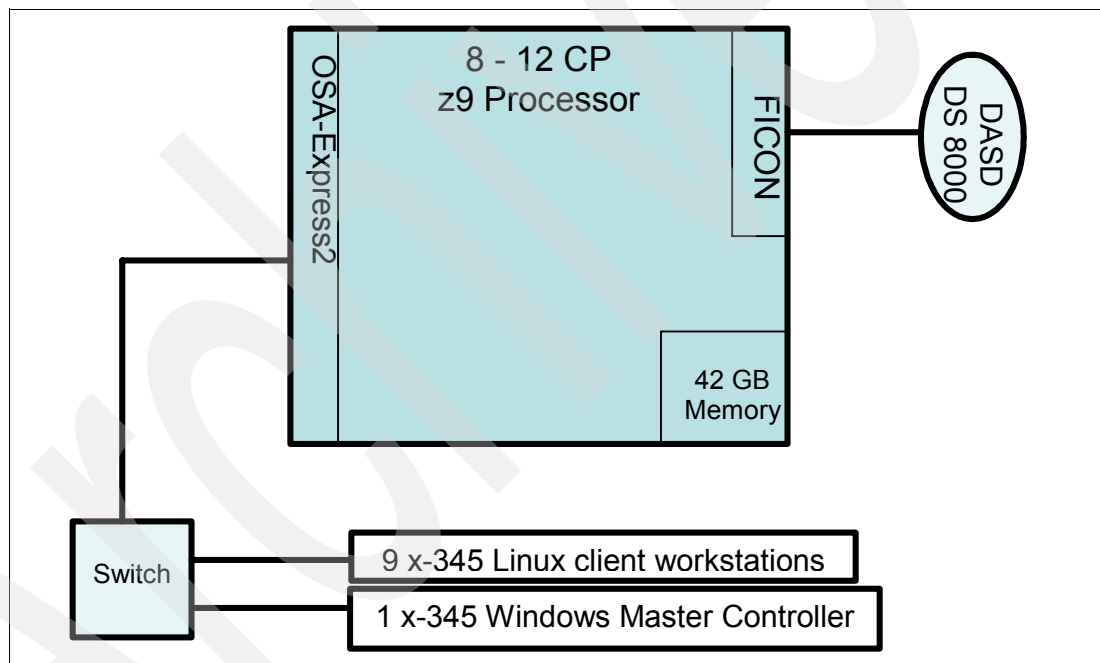 8 - 12 CP
z9 Processor
OSA-Express2
FICON
DASD
DS 8000
42 GB
Memory
Switch
9 x-345 Linux client workstations
1 x-345 Windows Master Controller